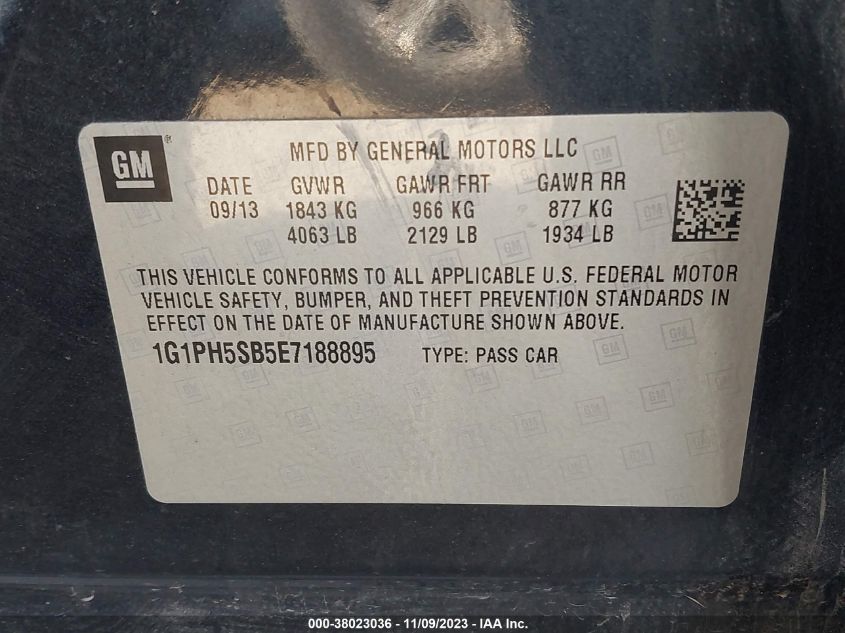 GM ® MFD BY GENERAL MOTORS LLC
DATE GVWR GAWR FRT GAWR RR
09/13 1843 KG 966 KG 877 KG
4063 LB 2129 LB 1934 LB
THIS VEHICLE CONFORMS TO ALL APPLICABLE U.S. FEDERAL MOTOR
VEHICLE SAFETY, BUMPER, AND THEFT PREVENTION STANDARDS IN
EFFECT ON THE DATE OF MANUFACTURE SHOWN ABOVE.
1G1PH5SB5E7188895 TYPE: PASS CAR
000-38023036 - 11/09/2023 - IAA Inc.